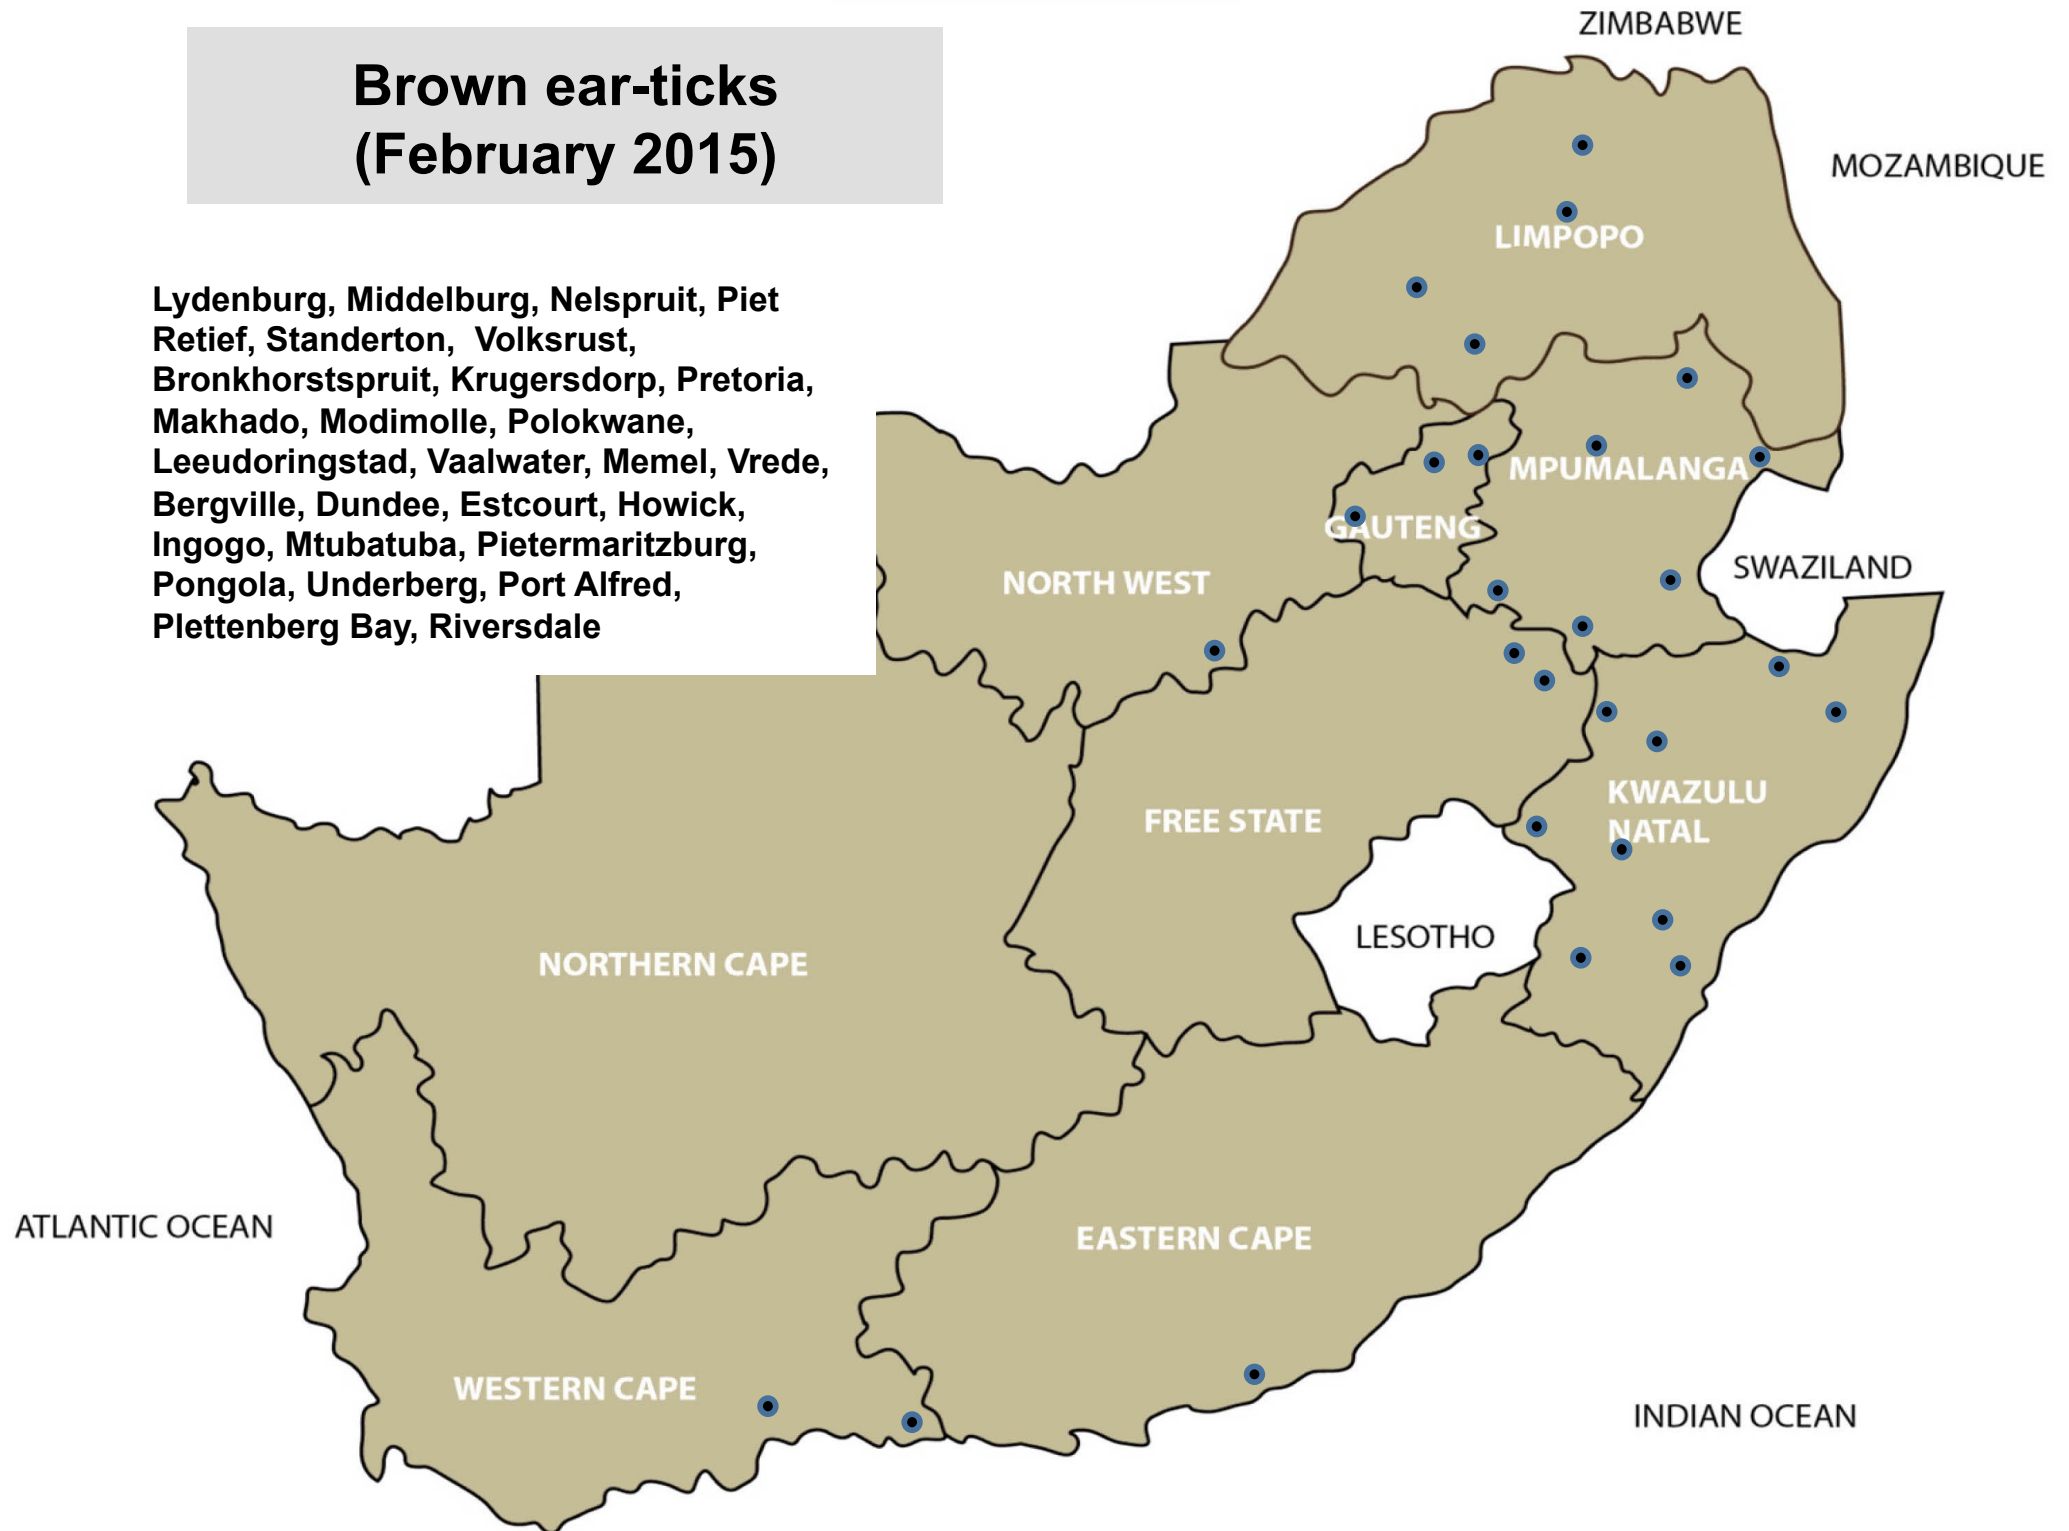 Brown ear-ticks
(February 2015)
Lydenburg, Middelburg, Nelspruit, Piet
Retief, Standerton,  Volksrust,
Bronkhorstspruit, Krugersdorp, Pretoria,
Makhado, Modimolle, Polokwane,
Leeudoringstad, Vaalwater, Memel, Vrede,
Bergville, Dundee, Estcourt, Howick,
Ingogo, Mtubatuba, Pietermaritzburg,
Pongola, Underberg, Port Alfred,
Plettenberg Bay, Riversdale
ZIMBABWE
MOZAMBIQUE
LIMPOPO
MPUMALANGA
GAUTENG
NORTH WEST
SWAZILAND
KWAZULU
NATAL
FREE STATE
LESOTHO
NORTHERN CAPE
ATLANTIC OCEAN
EASTERN CAPE
WESTERN CAPE
INDIAN OCEAN